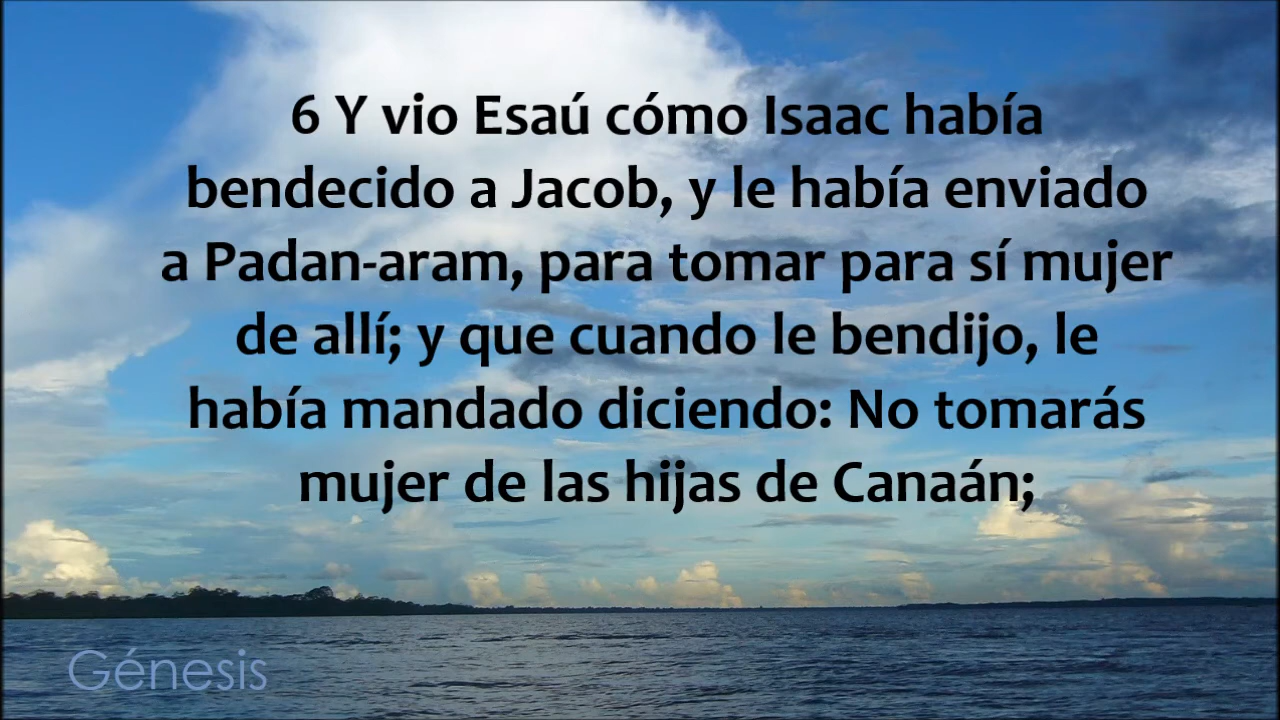 6 Y vio Esaú cómo Isaac había
bendecido a Jacob, y le había enviado
a Padan-aram, para tomar para sí mujer
de allí; y que cuando le bendijo, le
había mandado diciendo: No tomarás
mujer de las hijas de Canaán;
Génesis